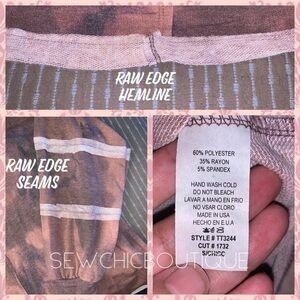 RAW EDGE
HEMLINE
RAW EDGE
SEAMS
60% POLYESTER
35% RAYON
5% SPANDEX
HAND WASH COLD
DO NOT BLEACH
LAVAR A MANO EN FRIO
NO VSAR CLORO
MADE IN USA
HECHO EN E.U.A
STYLE # TT3244
CUT # 1732
SEWCHICBOUTIQUE